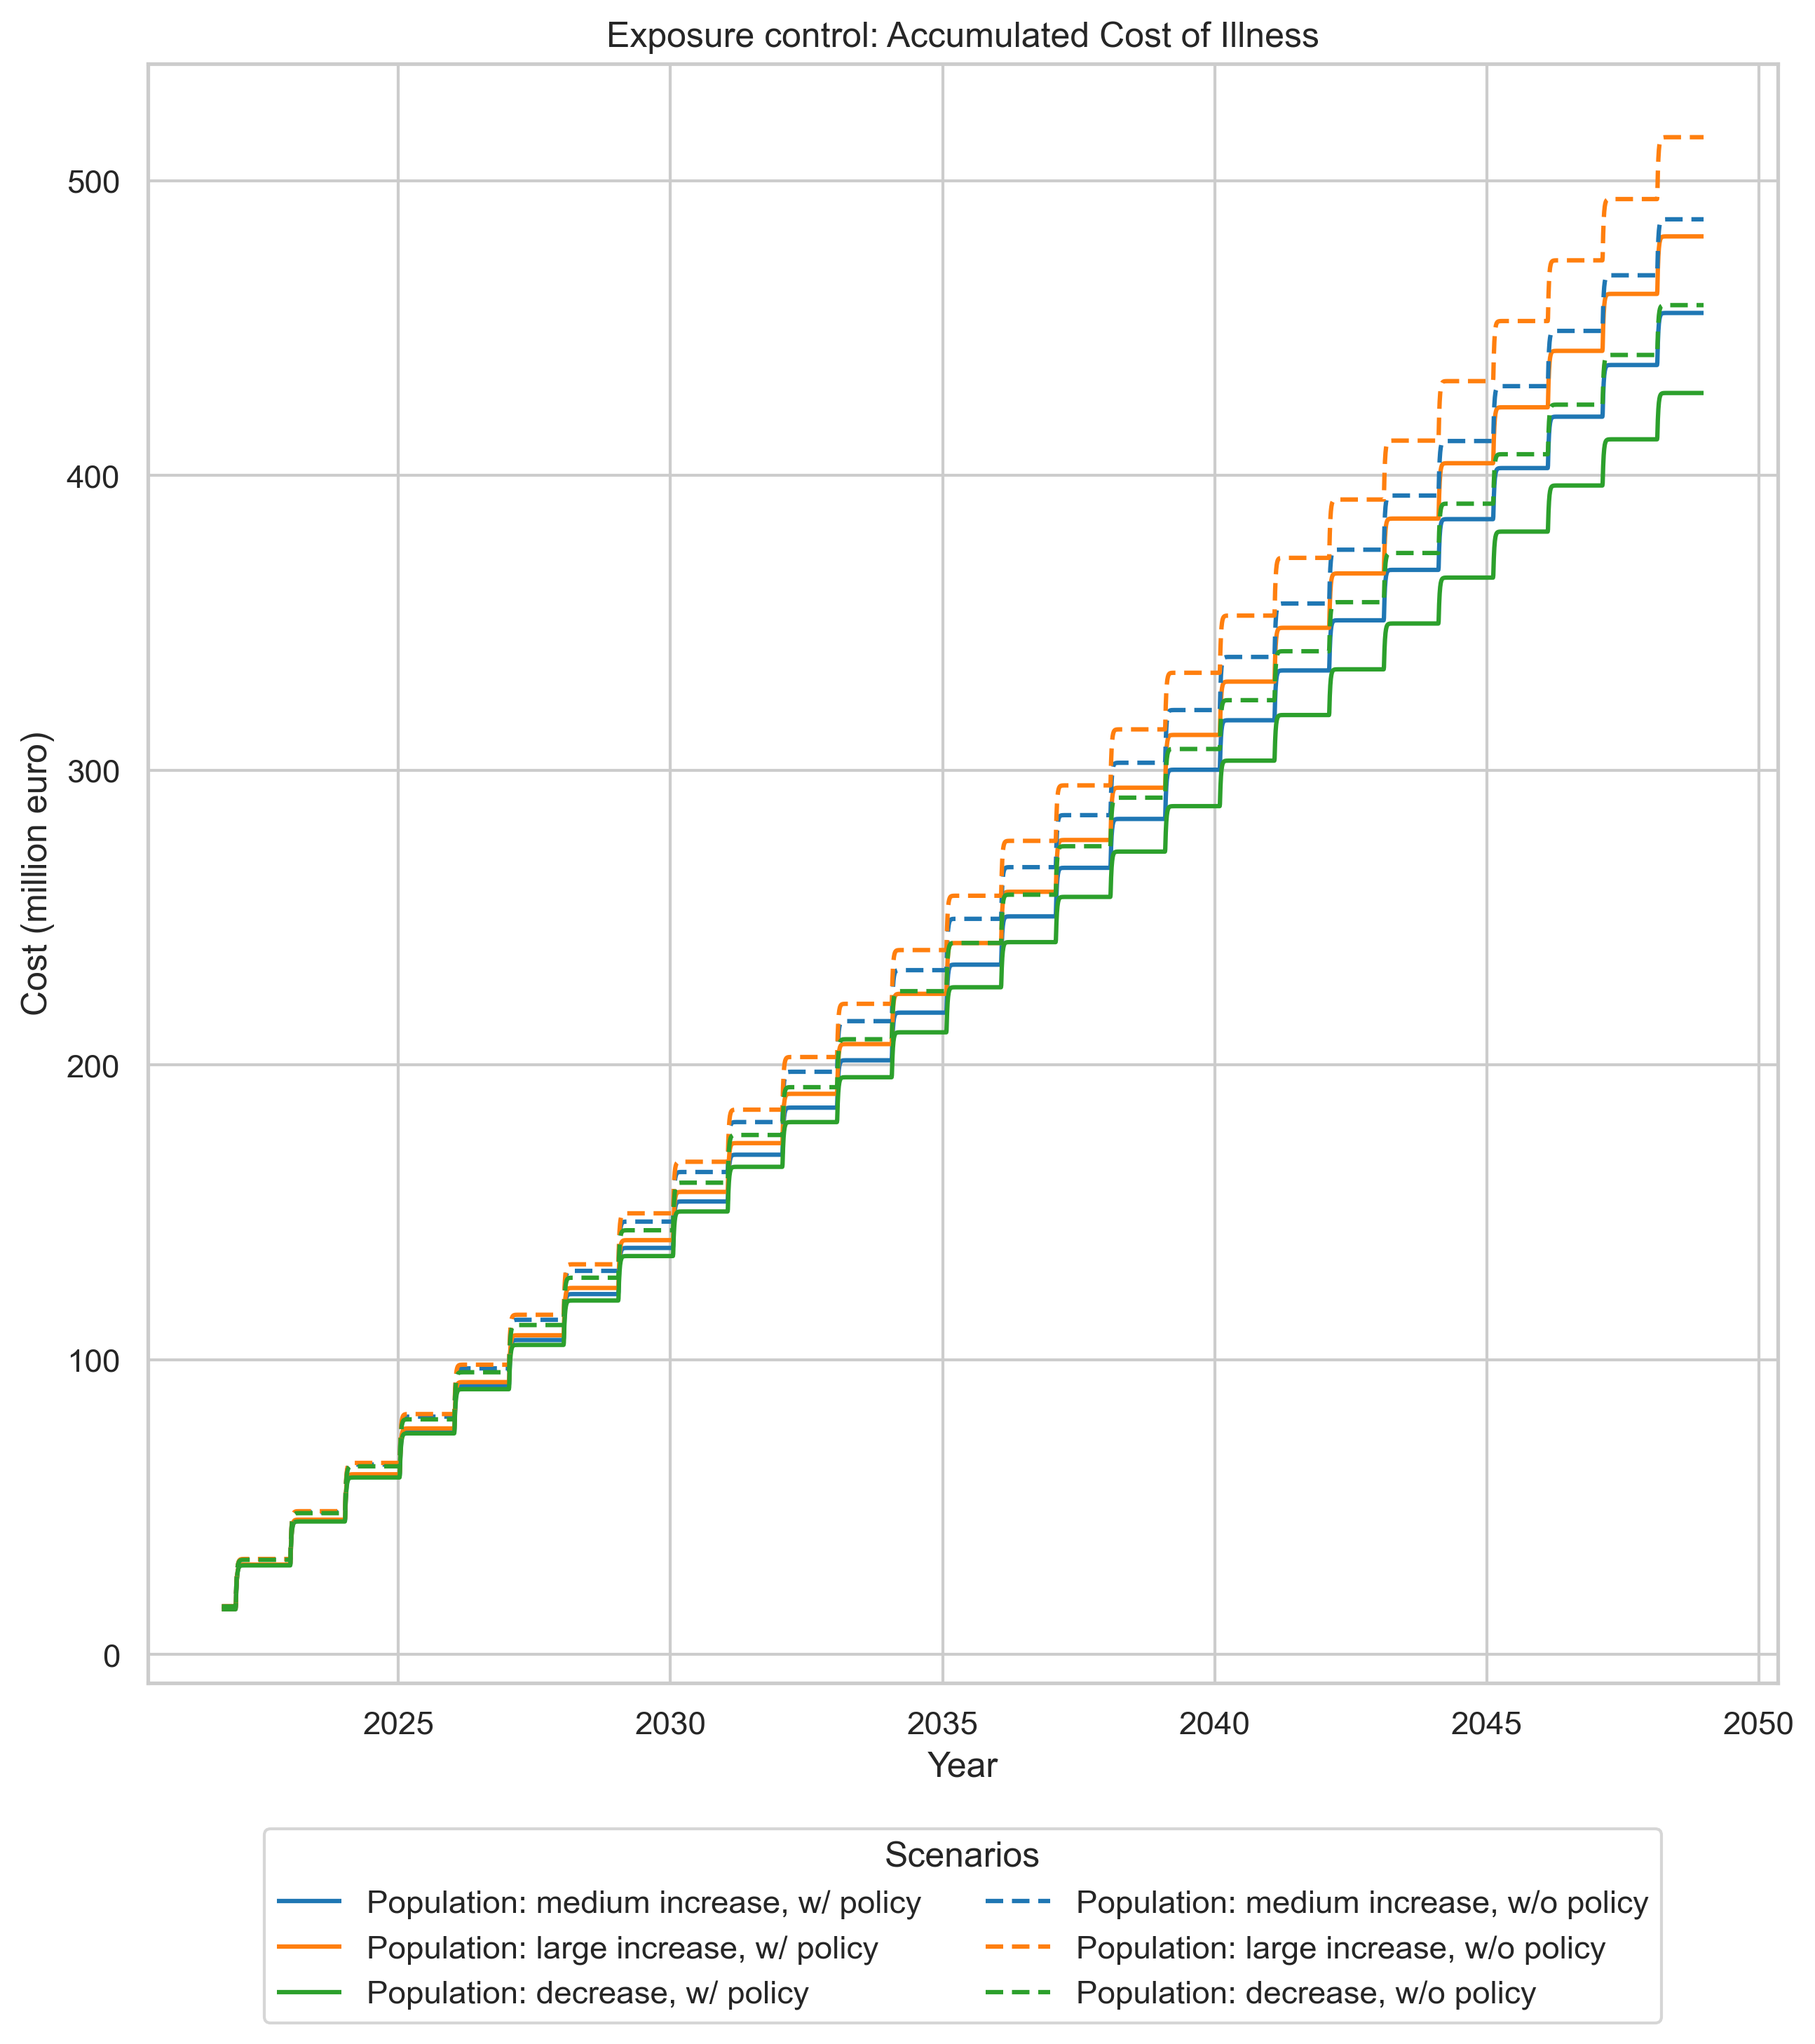 Exposure control: Accumulated Cost of Illness
Cost (million euro)
500
400
300
200
100
0
2025 2030 2035 2040 2045 2050
Year
Scenarios
Population: medium increase, w/ policy
Population: large increase, w/ policy
Population: decrease, w/ policy
Population: medium increase, w/o policy
Population: large increase, w/o policy
Population: decrease, w/o policy